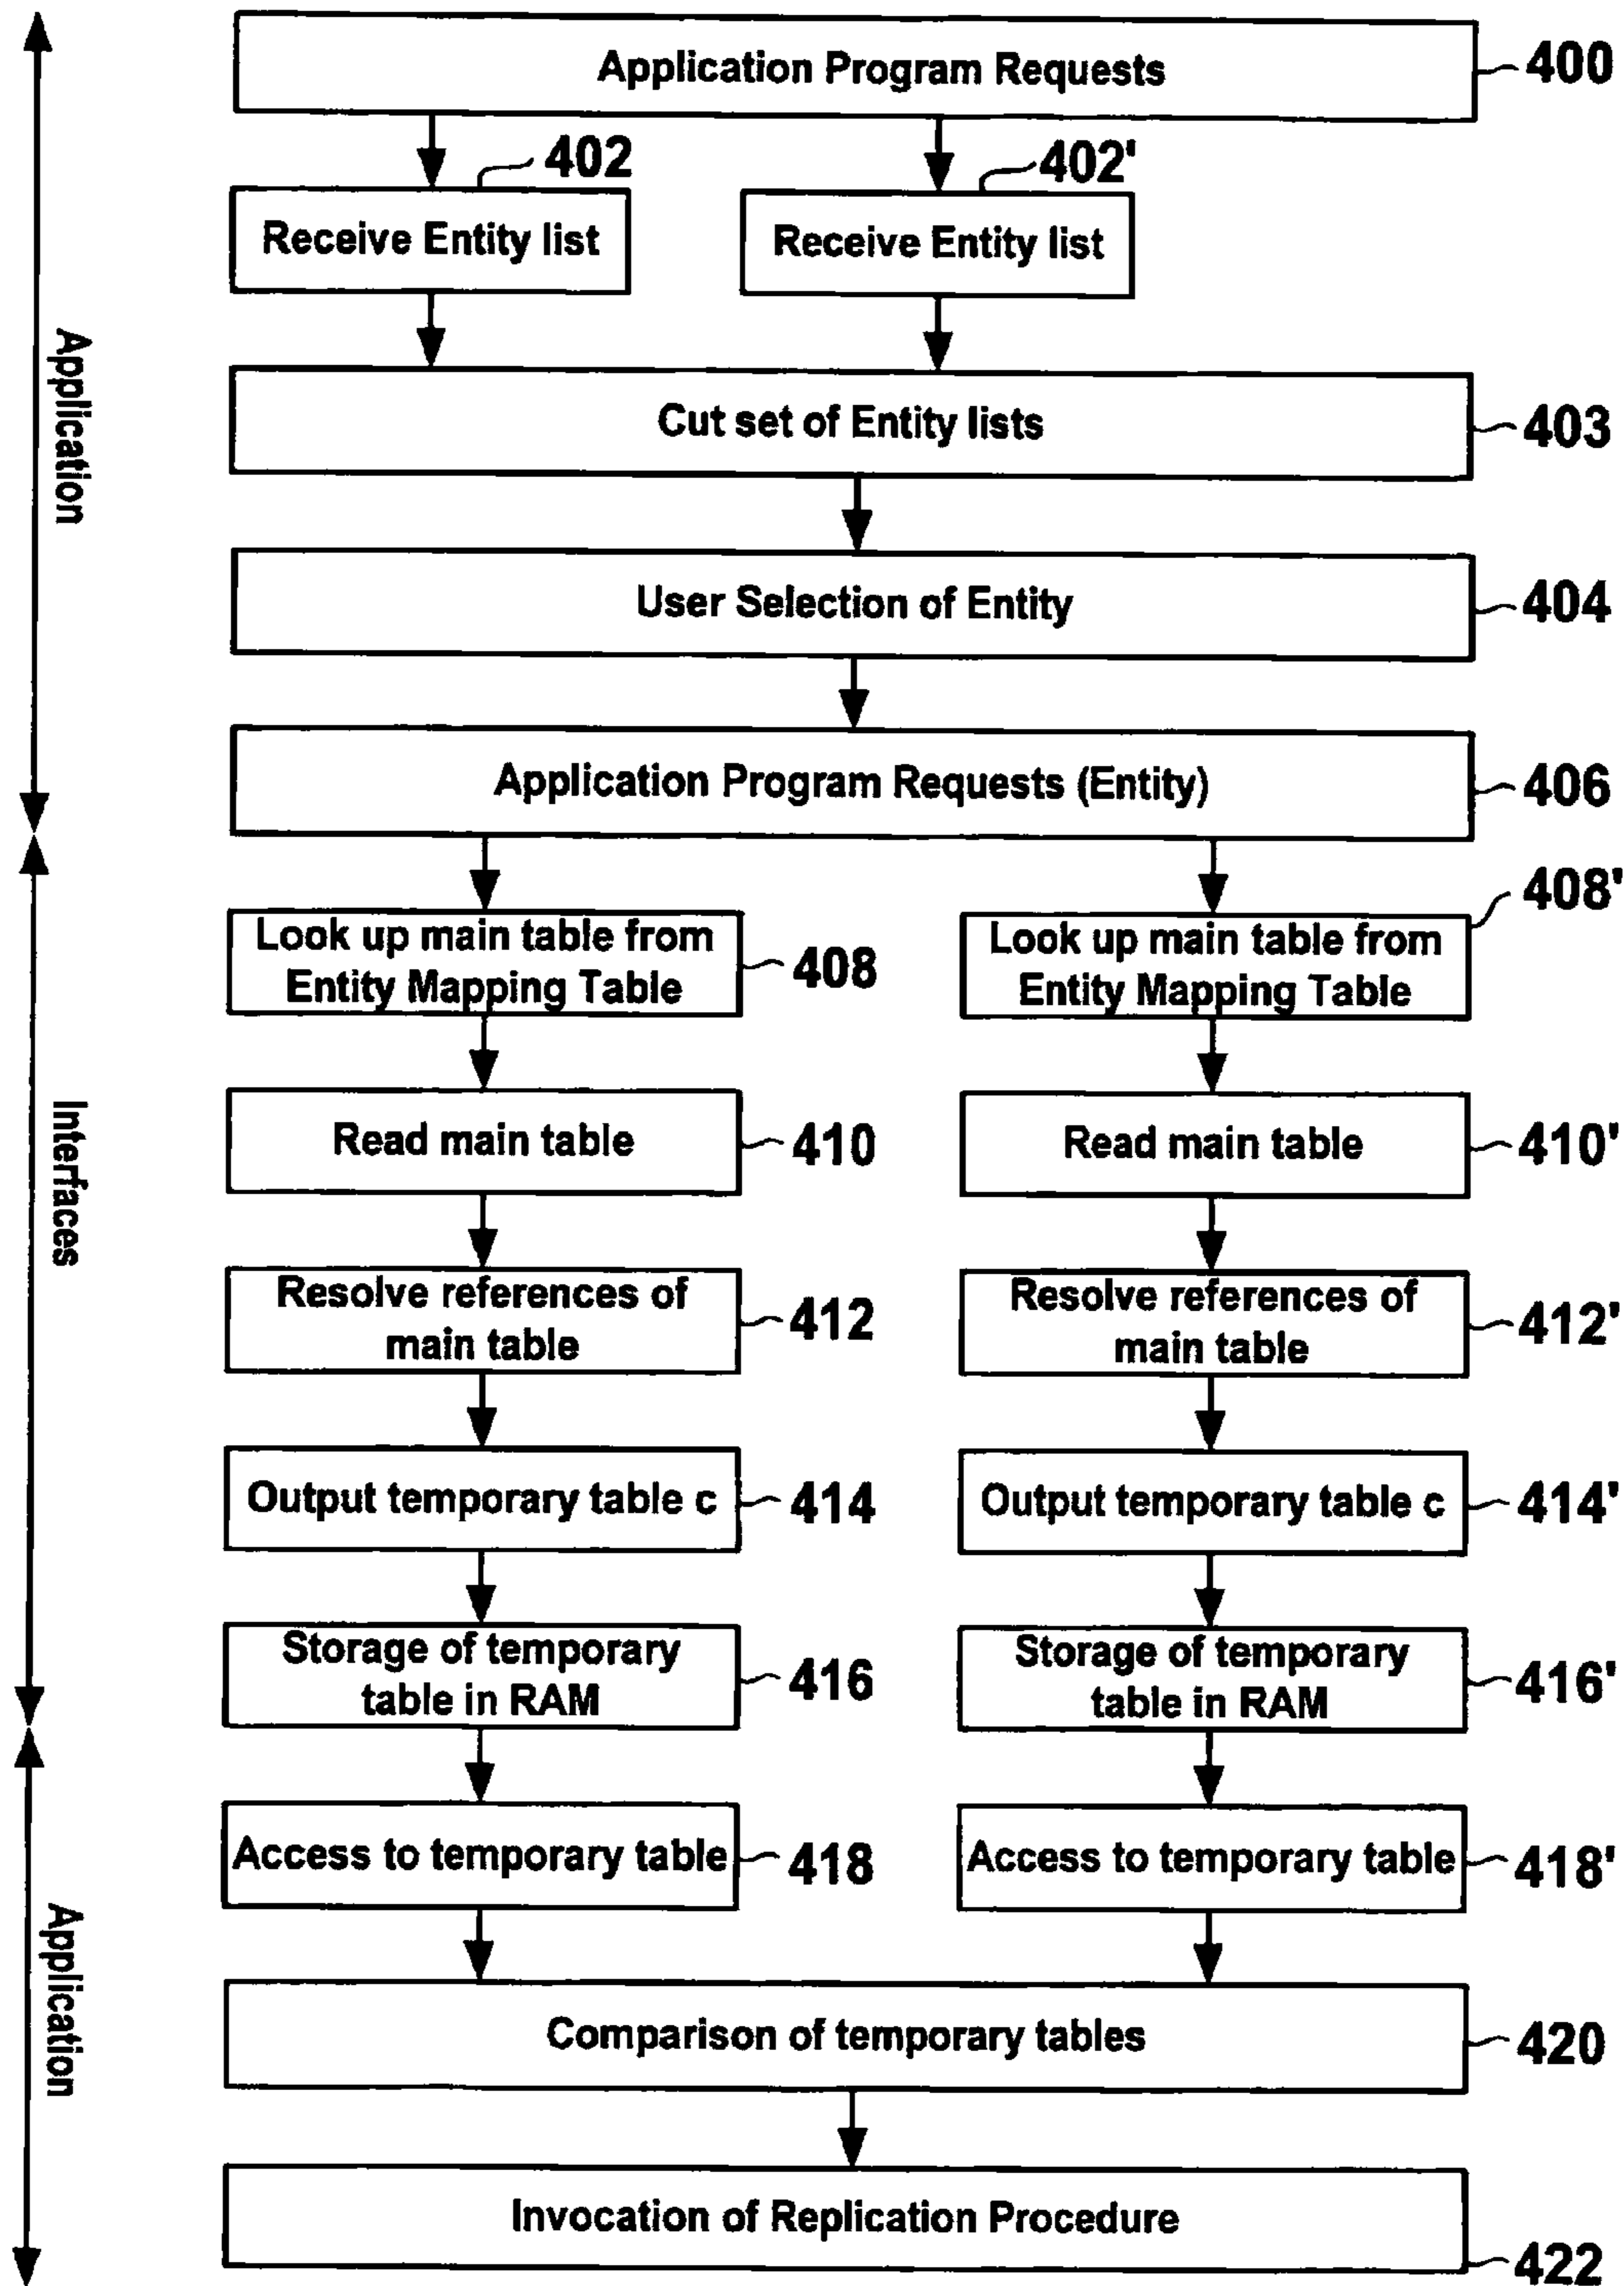 Application Program Requests
400
402
402'
Receive Entity list
Receive Entity list
Cut set of Entity lists
403
User Selection of Entity
404
Application Program Requests (Entity)
406
Application
408'
Look up main table from
Entity Mapping Table
408
Look up main table from
Entity Mapping Table
Read main table
410
Read main table
410'
Resolve references of
main table
412
Resolve references of
main table
412'
Output temporary table c
414
Output temporary table c
414'
Storage of temporary
table in RAM
416
Storage of temporary
table in RAM
416'
Interfaces
Access to temporary table
418
Access to temporary table
418'
Comparison of temporary tables
420
Invocation of Replication Procedure
422
Application